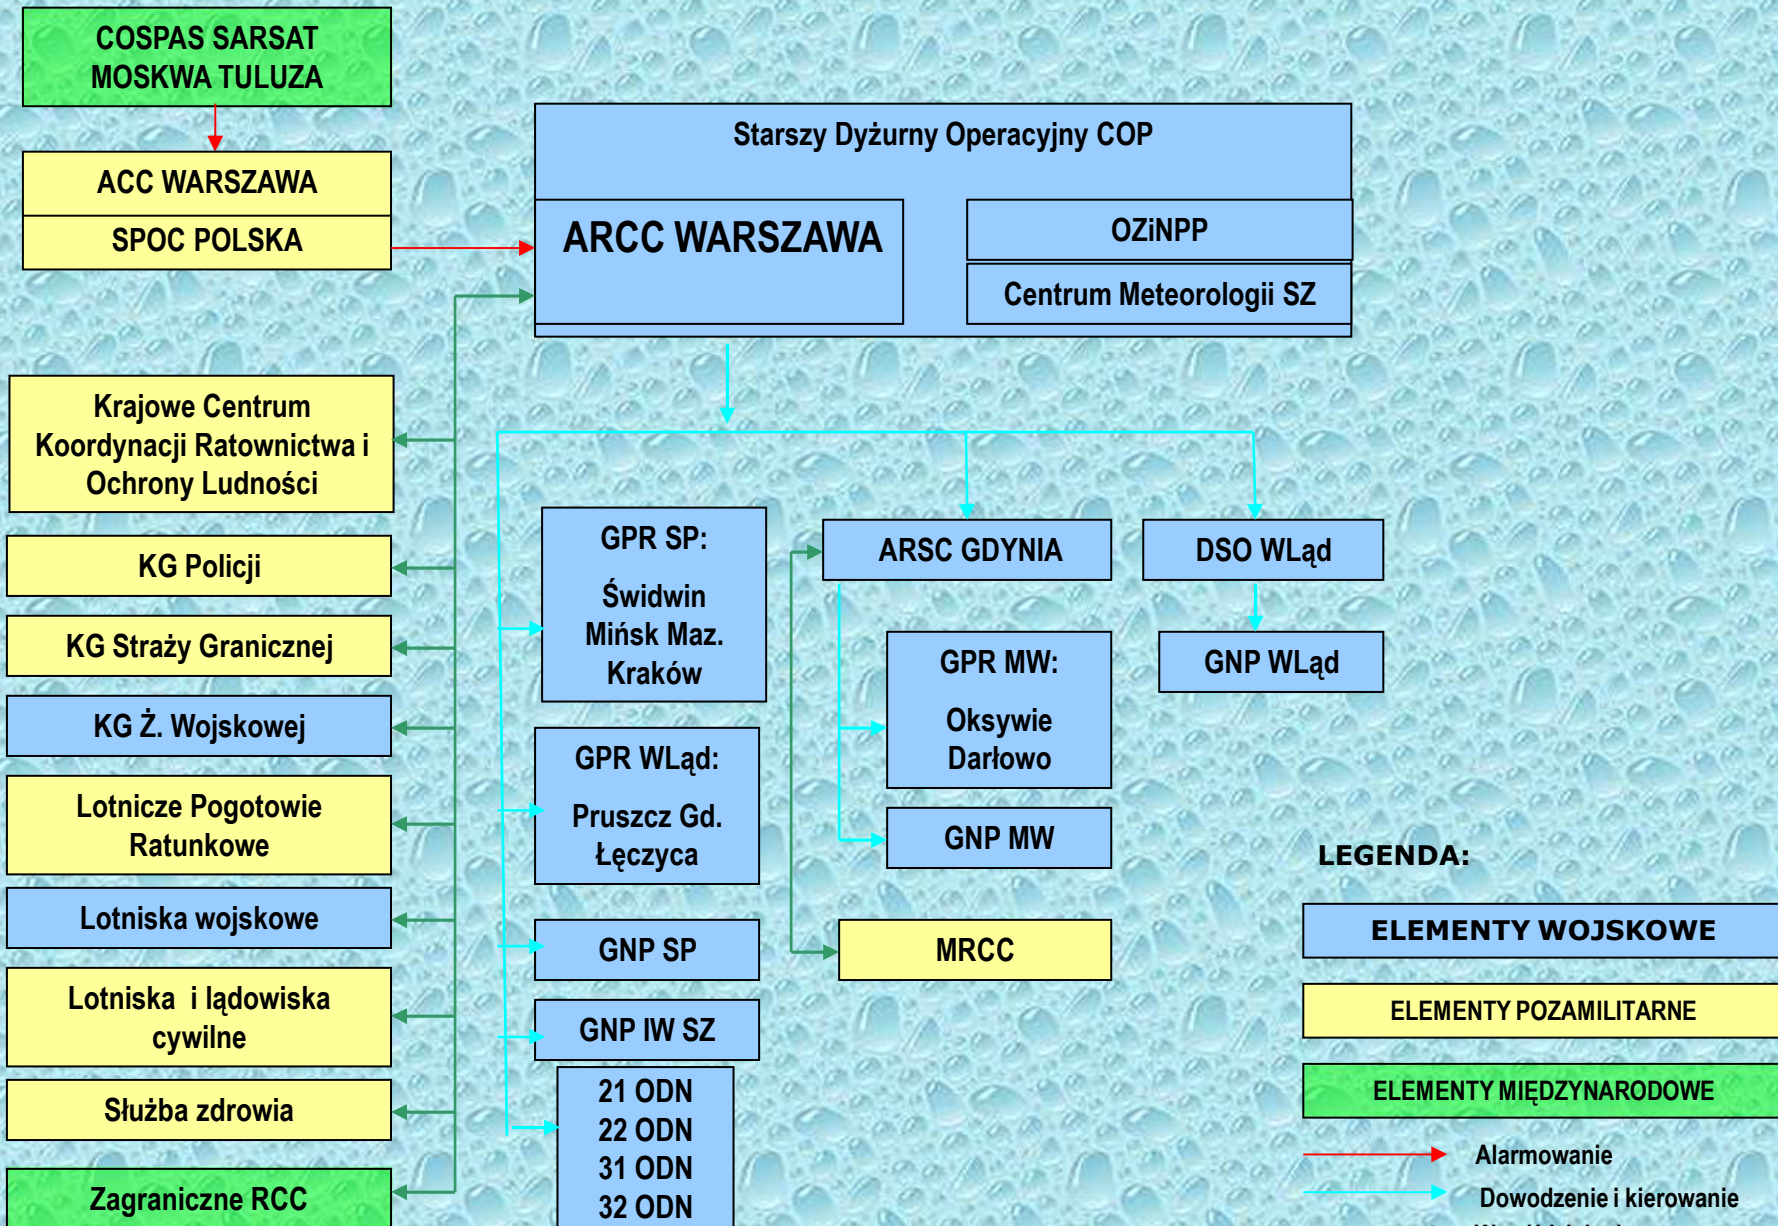 COSPAS SARSAT
MOSKWA TULUZA
ACC WARSZAWA
SPOC POLSKA
Starszy Dyżurny Operacyjny COP
ARCC WARSZAWA
OZiNPP
Centrum Meteorologii SZ
Krajowe Centrum
Koordynacji Ratownictwa i
Ochrony Ludności
KG Policji
KG Straży Granicznej
KG Ż. Wojskowej
Lotnicze Pogotowie
Ratunkowe
Lotniska wojskowe
Lotniska i lądowiska
cywilne
Służba zdrowia
Zagraniczne RCC
GPR SP:
Świdwin
Mińsk Maz.
Kraków
GPR WLąd:
Pruszcz Gd.
Łęczyca
GNP SP
GNP IW SZ
21 ODN
22 ODN
31 ODN
32 ODN
ARSC GDYNIA
GPR MW:
Oksywie
Darłowo
GNP MW
MRCC
DSO WLąd
GNP WLąd
LEGENDA:
ELEMENTY WOJSKOWE
ELEMENTY POZAMILITARNE
ELEMENTY MIĘDZYNARODOWE
Alarmowanie
Dowodzenie i kierowanie